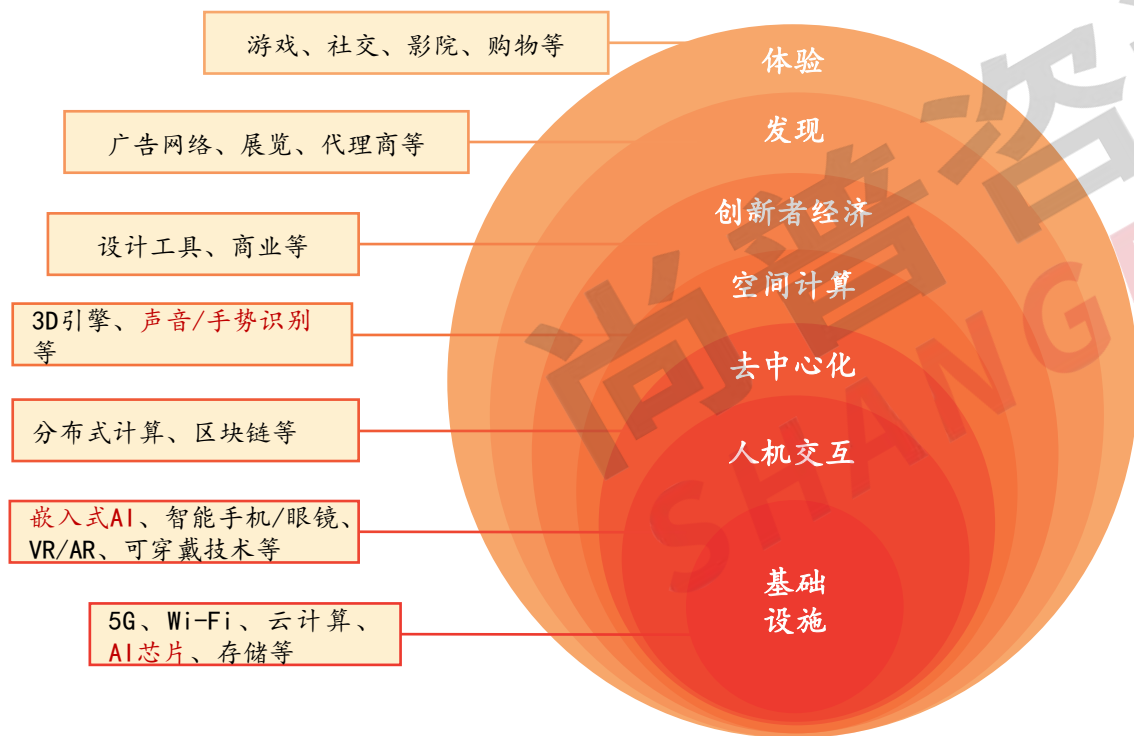 游戏、社交、影院、购物等
体验
广告网络、展览、代理商等
发现
设计工具、商业等
创新者经济
空间计算
3D引擎、声音/手势识别
等
去中心化
分布式计算、区块链等
人机交互
嵌入式AI、智能手机/眼镜、
VR/AR、可穿戴技术等
5G、Wi-Fi、云计算、
AI芯片、存储等
基础
设施
尚普咨
SHANG